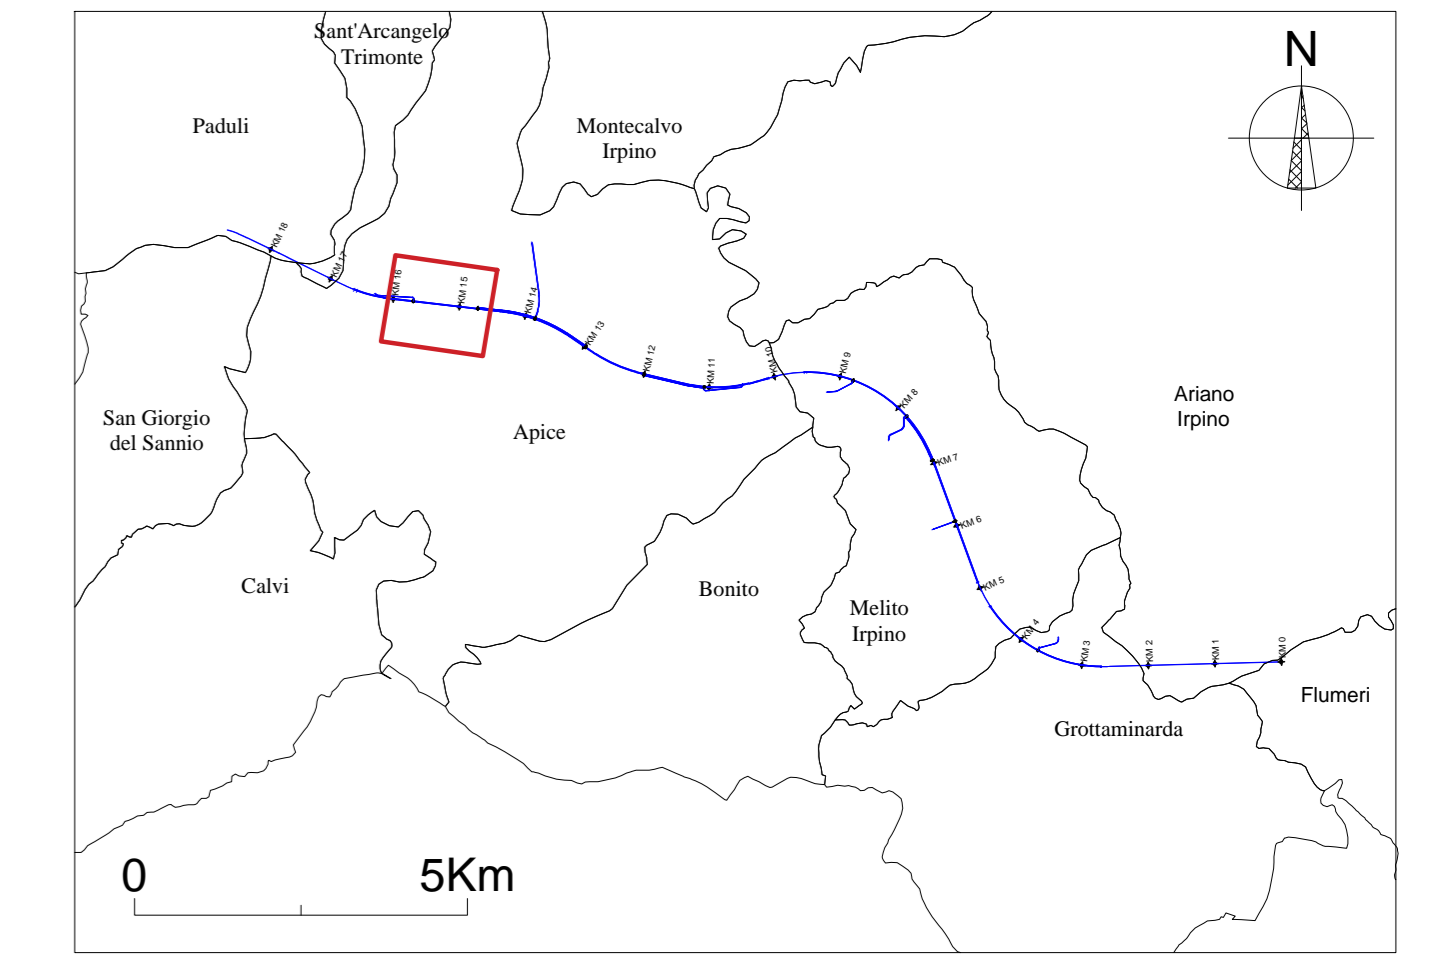 Sant'Arcangelo
Trimonte
N
Paduli
Montecalvo
Irpino
KM 18
KM 17
KM 16
KM 15
KM 14
KM 13
KM 12
KM 11
KM 10
KM 9
KM 8
KM 7
KM 6
KM 5
KM 4
KM 3
KM 2
KM 1
KM 0
Ariano
Irpino
San Giorgio
del Sannio
Apice
Calvi
Bonito
Melito
Irpino
Flumeri
Grottaminarda
0
5Km